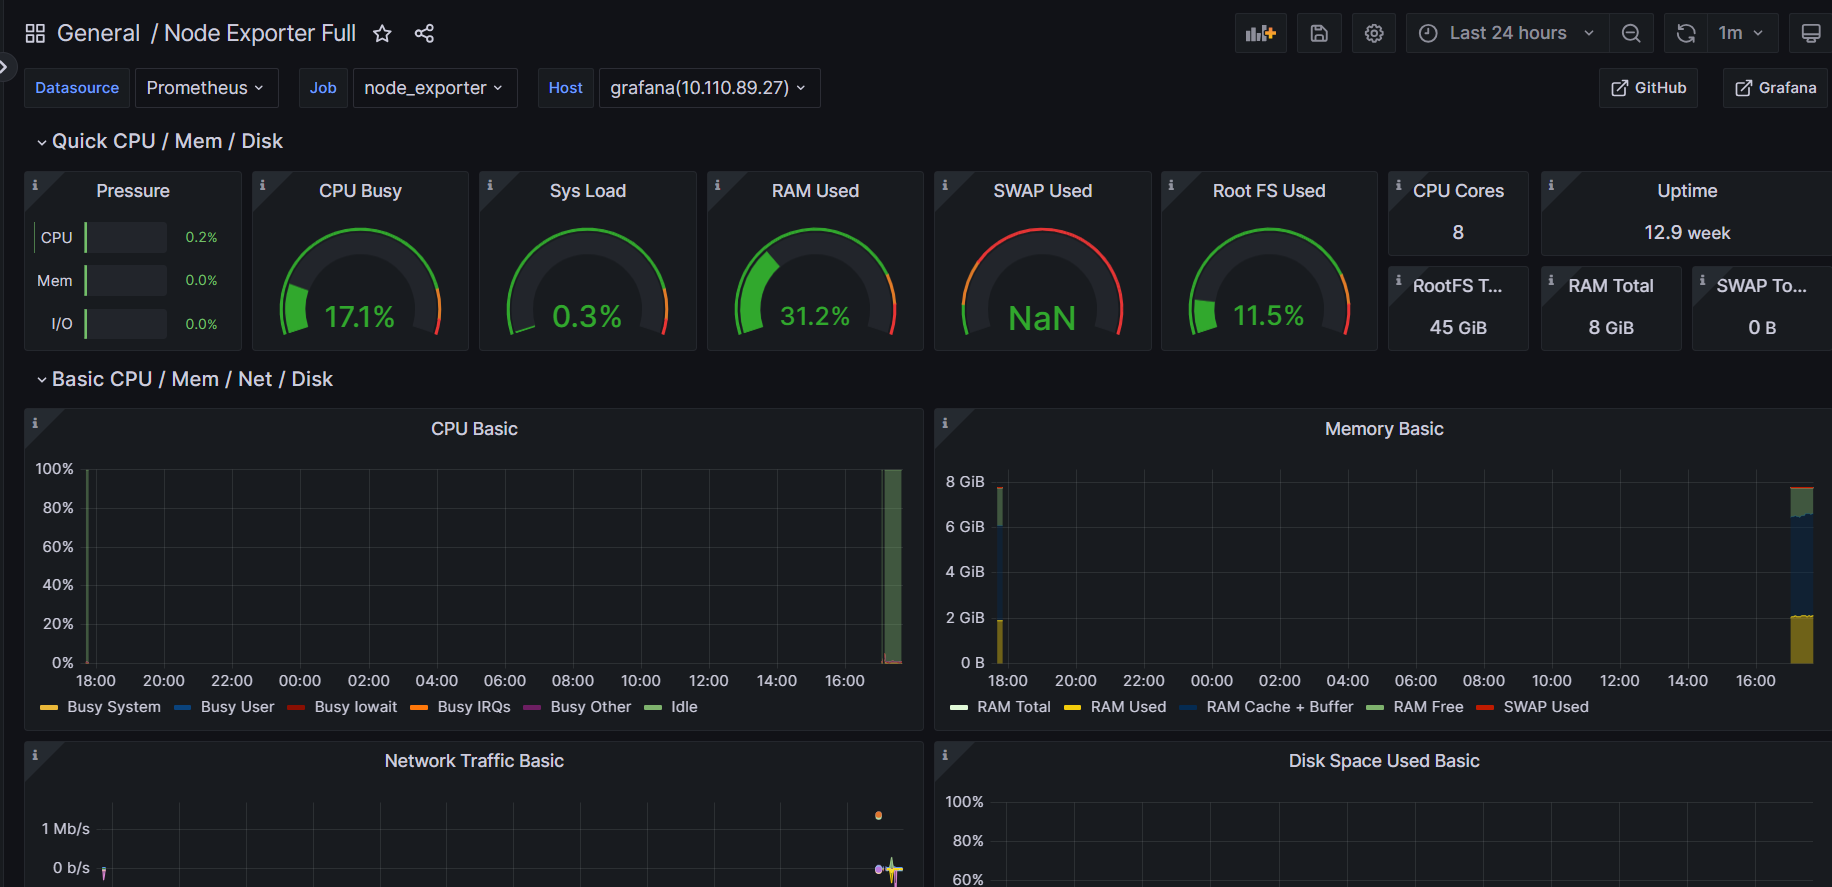 General / Node Exporter Full
Last 24 hours
1m
Datasource Prometheus Job node_exporter Host grafana(10.110.89.27)
GitHub Grafana
Quick CPU / Mem / Disk
Pressure
CPU 0.2%
Mem 0.0%
I/O 0.0%
CPU Busy
17.1%
Sys Load
0.3%
RAM Used
31.2%
SWAP Used
NaN
Root FS Used
11.5%
CPU Cores
8
Uptime
12.9 week
RootFS T...
45 GiB
RAM Total
8 GiB
SWAP To...
0 B
Basic CPU / Mem / Net / Disk
CPU Basic
100%
80%
60%
40%
20%
0%
18:00 20:00 22:00 00:00 02:00 04:00 06:00 08:00 10:00 12:00 14:00 16:00
Busy System Busy User Busy Iowait Busy IRQs Busy Other Idle
Memory Basic
8 GiB
6 GiB
4 GiB
2 GiB
0 B
18:00 20:00 22:00 00:00 02:00 04:00 06:00 08:00 10:00 12:00 14:00 16:00
RAM Total RAM Used RAM Cache + Buffer RAM Free SWAP Used
Network Traffic Basic
1 Mb/s
0 b/s
Disk Space Used Basic
100%
80%
60%